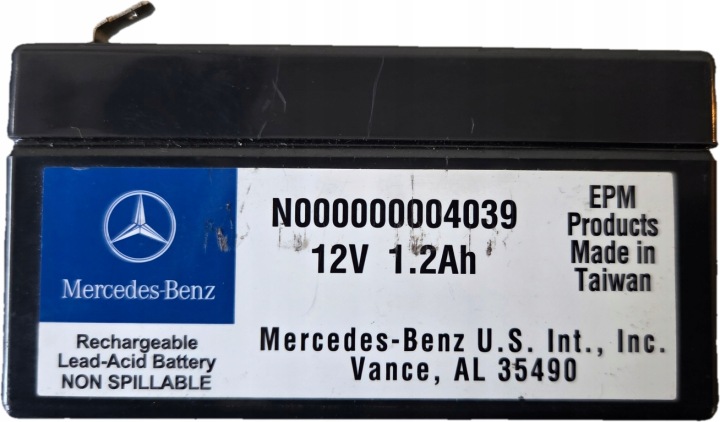 Mercedes-Benz
Rechargeable
Lead-Acid Battery
NON SPILLABLE
N000000004039
12V 1.2Ah
EPM
Products
Made in
Taiwan
Mercedes-Benz U.S. Int., Inc.
Vance, AL 35490